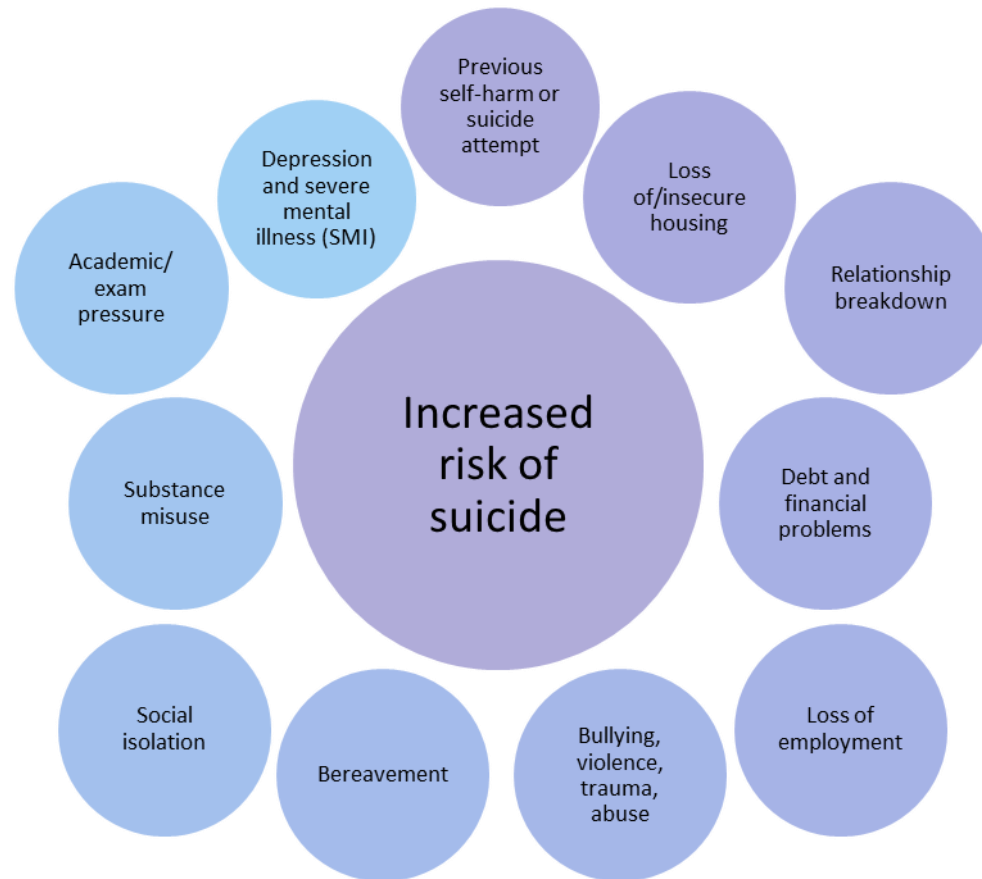 Previous
self-harm or
suicide
attempt
Loss
of/insecure
housing
Relationship
breakdown
Debt and
financial
problems
Loss of
employment
Bullying,
violence,
trauma,
abuse
Bereavement
Social
isolation
Substance
misuse
Academic/
exam
pressure
Depression
and severe
mental
illness (SMI)
Increased
risk of
suicide